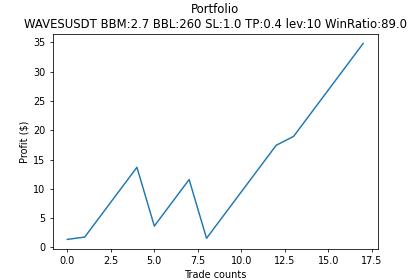 Portfolio
WAVESUSDT BBM:2.7 BBL:260 SL:1.0 TP:0.4 lev:10 WinRatio:89.0
35
30
25
20
15
10
5
0
Profit ($)
0.0 2.5 5.0 7.5 10.0 12.5 15.0 17.5
Trade counts